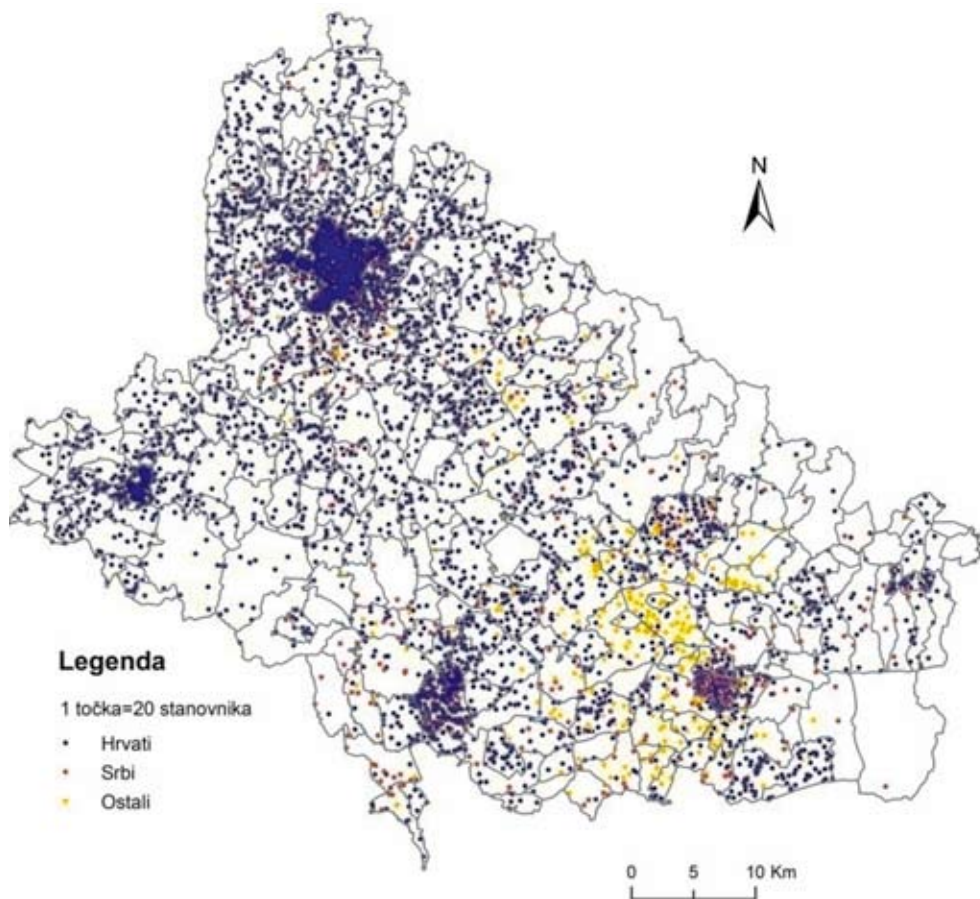 N
Legenda
1 točka=20 stanovnika
Hrvati
Srbi
Ostali
0 5 10 Km